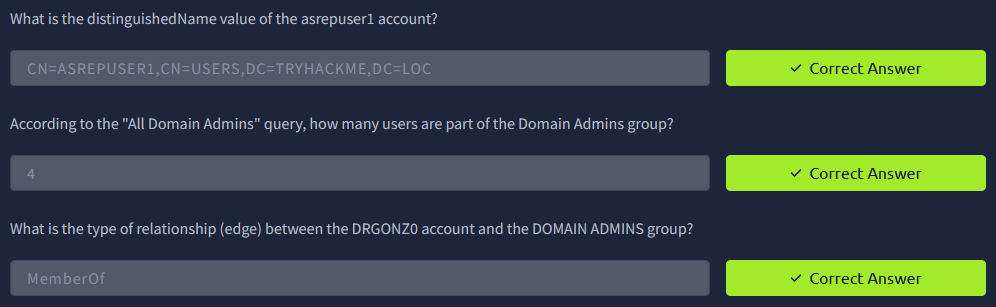 What is the distinguishedName value of the asrepuser1 account?
CN=ASREPUSER1,CN=USERS,DC=TRYHACKME,DC=LOC
✓ Correct Answer
According to the "All Domain Admins" query, how many users are part of the Domain Admins group?
4
✓ Correct Answer
What is the type of relationship (edge) between the DRGONZ0 account and the DOMAIN ADMINS group?
MemberOf
✓ Correct Answer